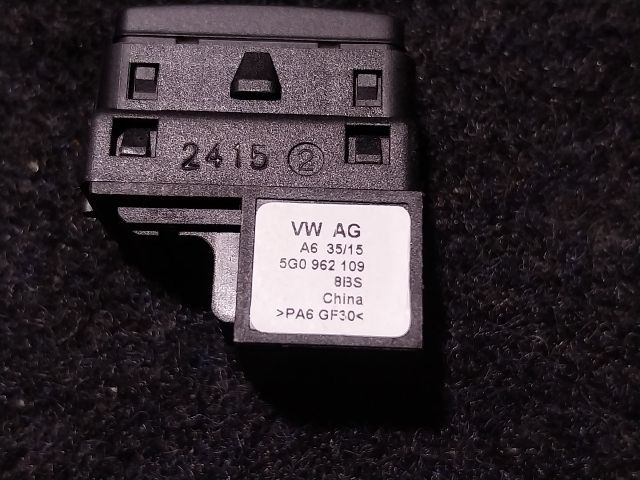 2415 ②
VW AG
A6 35/15
5G0 962 109
8BS
China
>PA6 GF30<